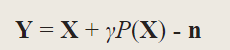 Y = X + γP(X) - n